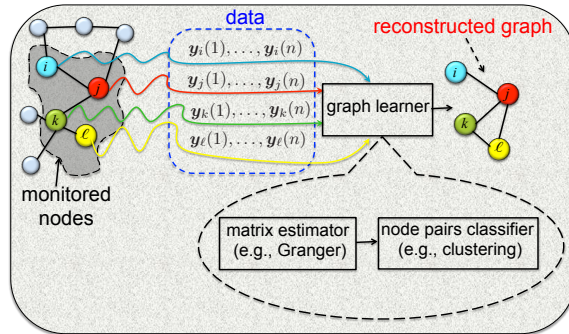 data
reconstructed graph
i
j
k
ℓ
y_i(1), . . . , y_i(n)
y_j(1), . . . , y_j(n)
y_k(1), . . . , y_k(n)
y_ℓ(1), . . . , y_ℓ(n)
graph learner
i
j
k
ℓ
monitored
nodes
matrix estimator
(e.g., Granger)
node pairs classifier
(e.g., clustering)